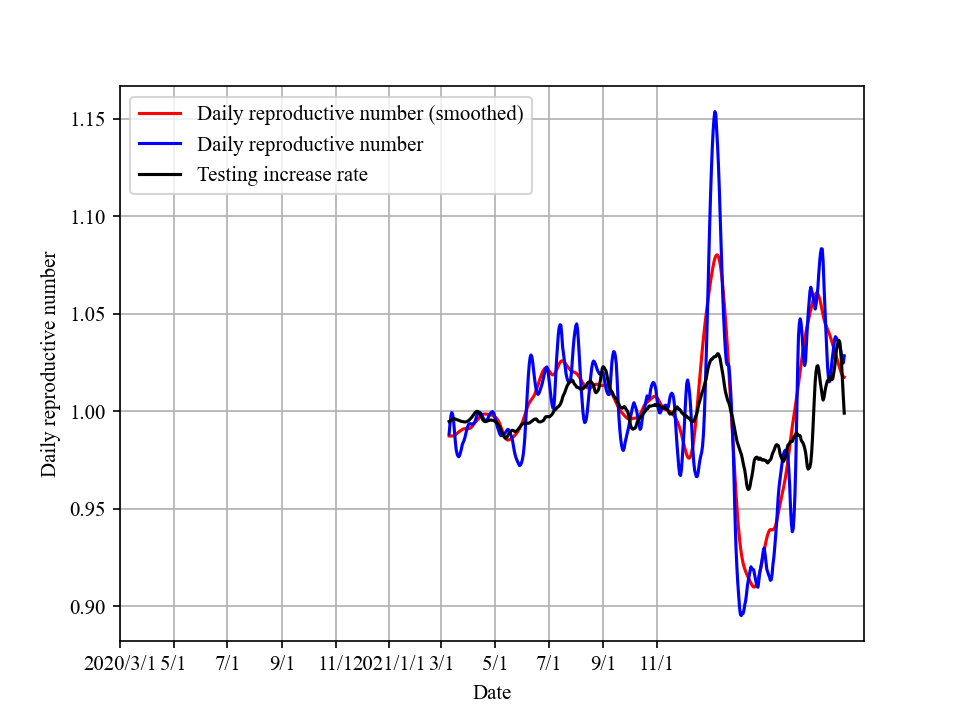 Daily reproductive number (smoothed)
Daily reproductive number
Testing increase rate
1.15
1.10
1.05
1.00
0.95
0.90
Daily reproductive number
2020/3/1 5/1 7/1 9/1 11/1 2021/1/1 3/1 5/1 7/1 9/1 11/1
Date